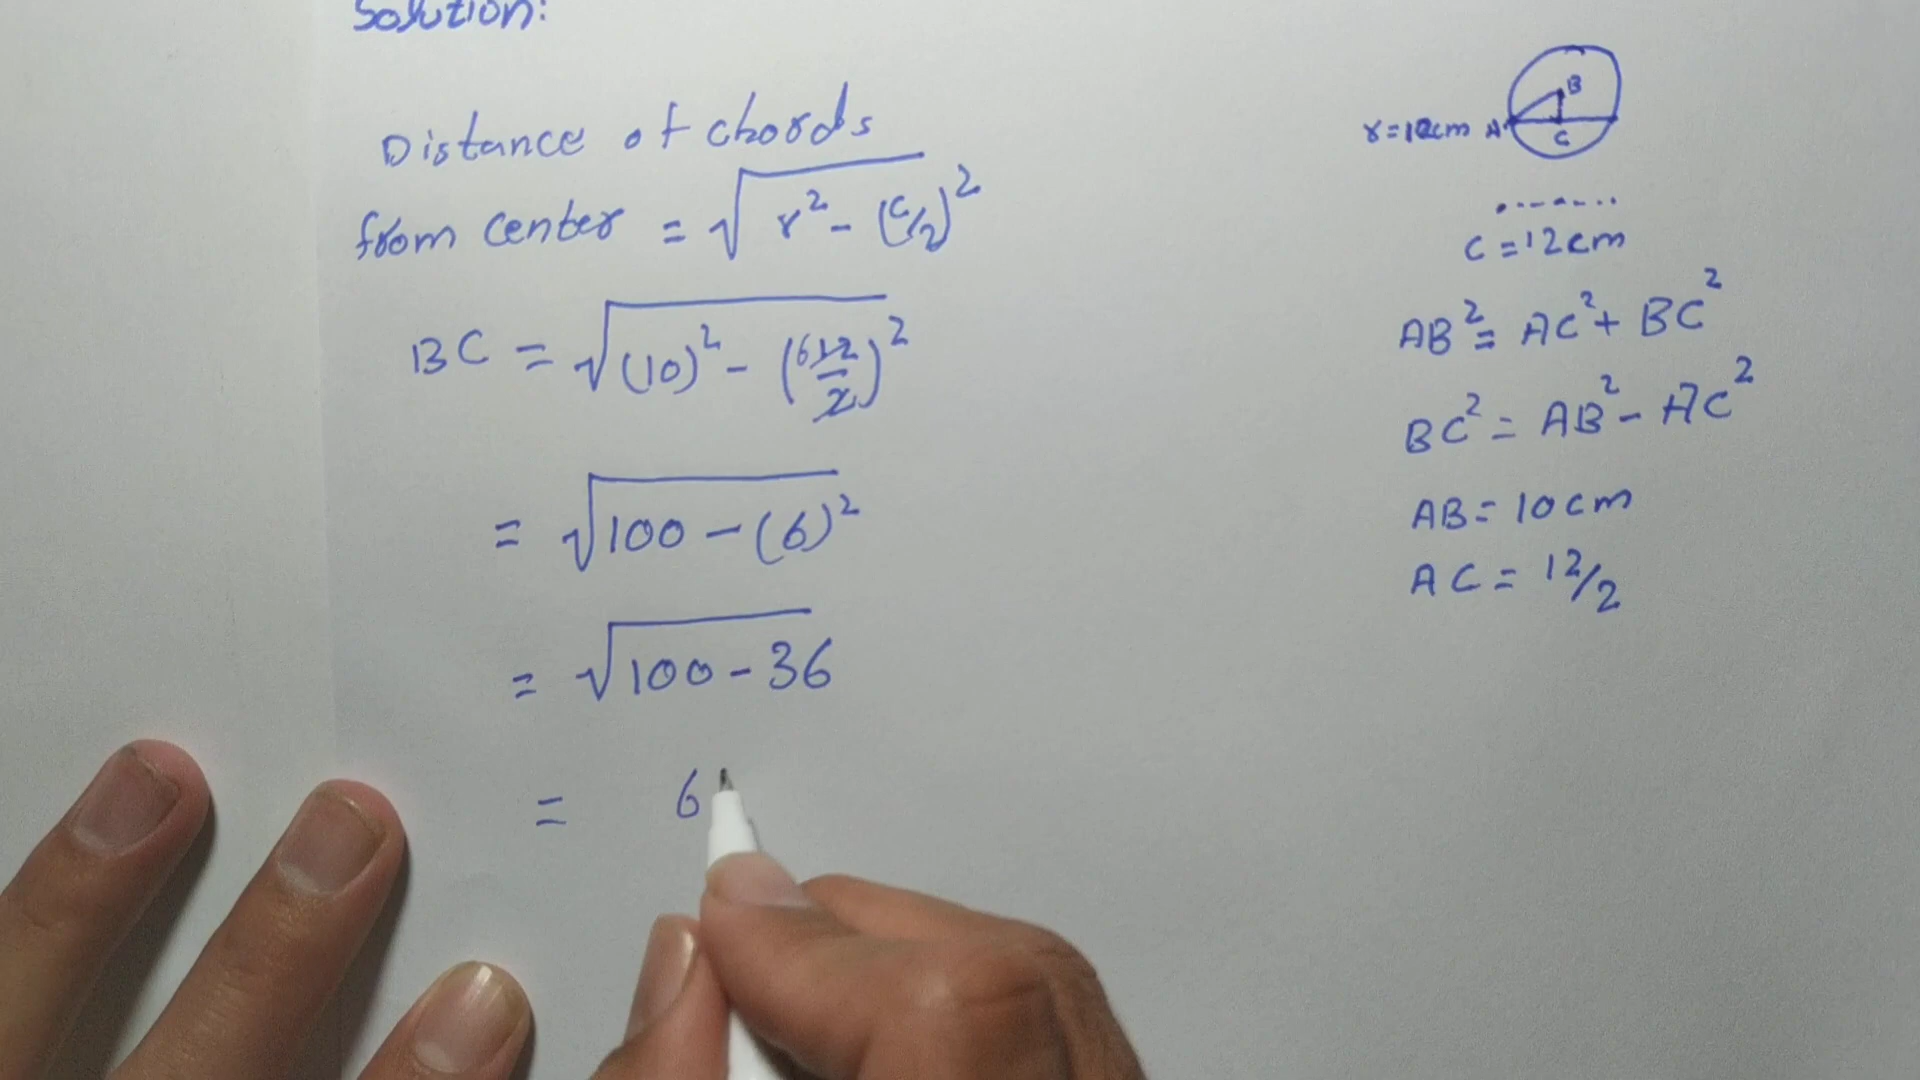 Solution:
Distance of chords
from center = √r² - (c/2)²
BC = √(10)² - (6 12/2)²
= √100 - (6)²
= √100 - 36
= 6
B
r=10cm A
C
C = 12cm
AB² = AC² + BC²
BC² = AB² - AC²
AB = 10cm
AC = 12/2